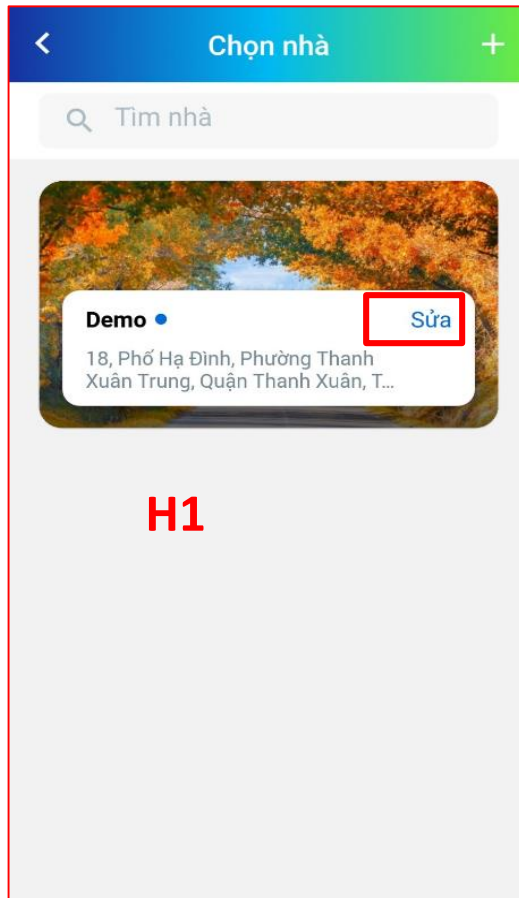 Chọn nhà
Tìm nhà
Demo
Sửa
18, Phố Hạ Đình, Phường Thanh
Xuân Trung, Quận Thanh Xuân, T...
H1